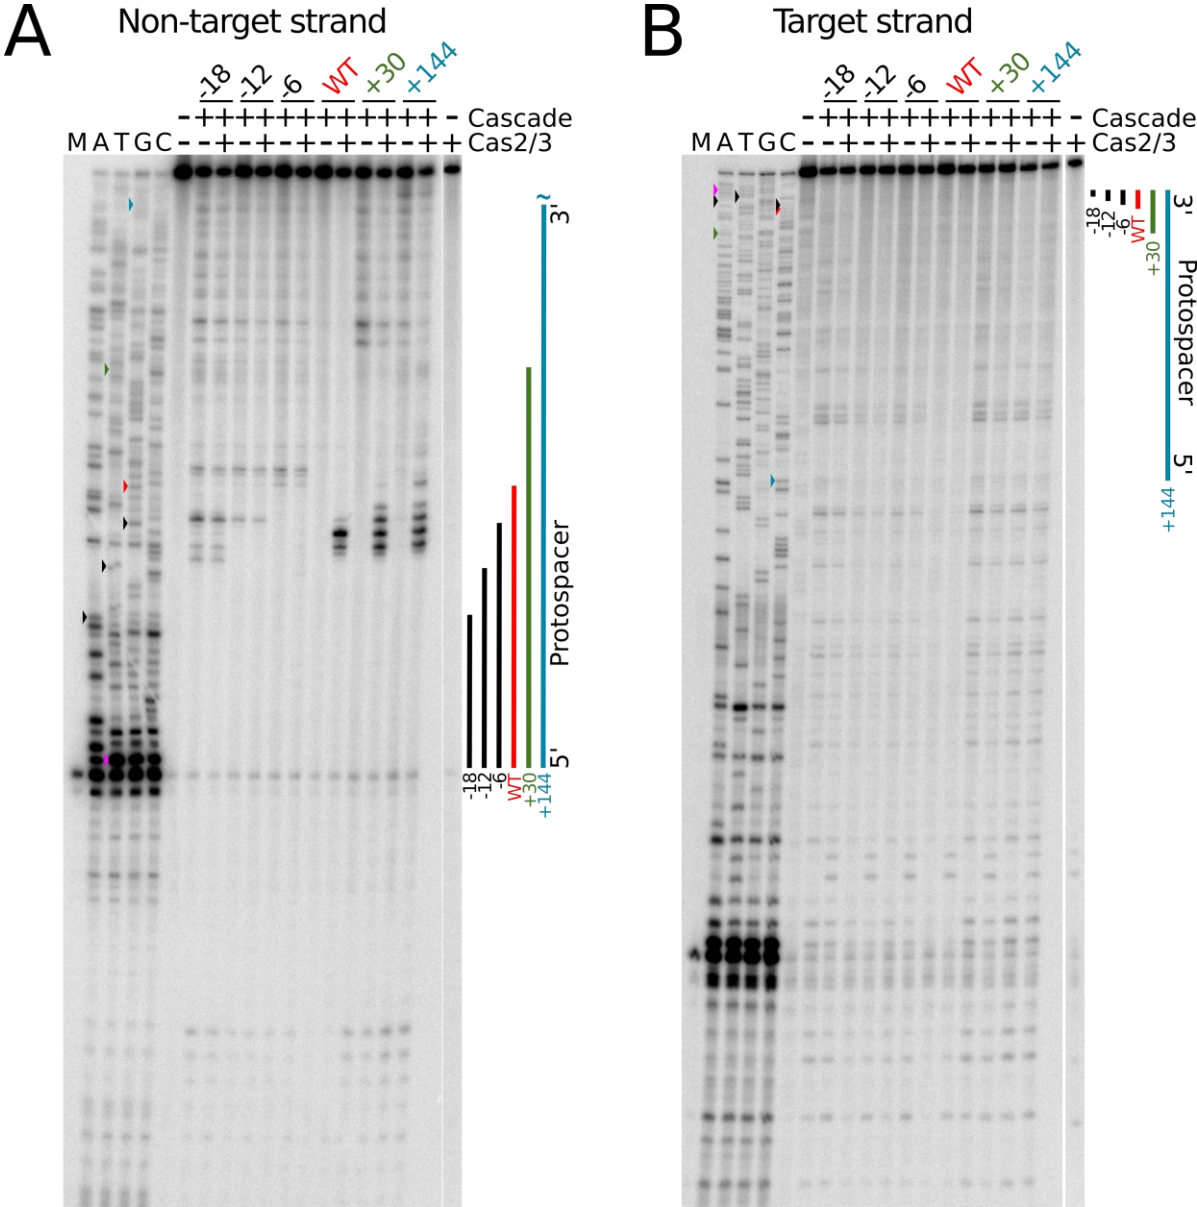 A
Non-target strand
-18 -12 -6 WT +30 +144
- + + + + + + + + + + + + - Cascade
M A T G C - - + - + - + - + - + - + + Cas2/3
3'
~
Protospacer
5'
-18
-12
-6
WT
+30
+144
B
Target strand
-18 -12 -6 WT +30 +144
- + + + + + + + + + + + + - Cascade
M A T G C - - + - + - + - + - + - + + Cas2/3
-18
-12
-6
WT
+30
3'
Protospacer
5'
+144